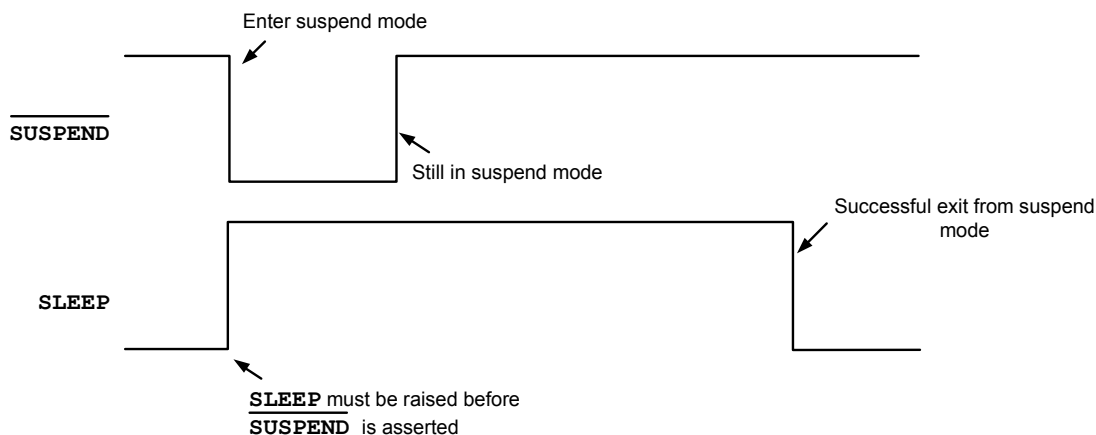 Enter suspend mode
SUSPEND
Still in suspend mode
Successful exit from suspend
mode
SLEEP
SLEEP must be raised before
SUSPEND is asserted